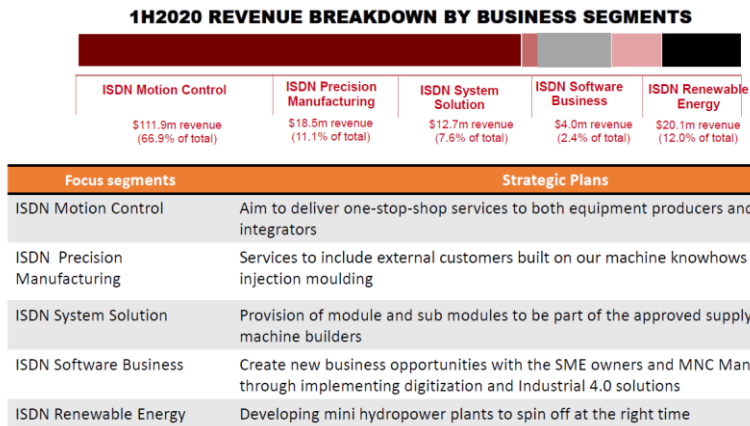 1H2020 REVENUE BREAKDOWN BY BUSINESS SEGMENTS
ISDN Motion Control
$111.9m revenue
(66.9% of total)
ISDN Precision
Manufacturing
$18.5m revenue
(11.1% of total)
ISDN System
Solution
$12.7m revenue
(7.6% of total)
ISDN Software
Business
$4.0m revenue
(2.4% of total)
ISDN Renewable
Energy
$20.1m revenue
(12.0% of total)
Focus segments
Strategic Plans
ISDN Motion Control
Aim to deliver one-stop-shop services to both equipment producers and
integrators
ISDN Precision
Manufacturing
Services to include external customers built on our machine knowhows
injection moulding
ISDN System Solution
Provision of module and sub modules to be part of the approved supply
machine builders
ISDN Software Business
Create new business opportunities with the SME owners and MNC Man
through implementing digitization and Industrial 4.0 solutions
ISDN Renewable Energy
Developing mini hydropower plants to spin off at the right time